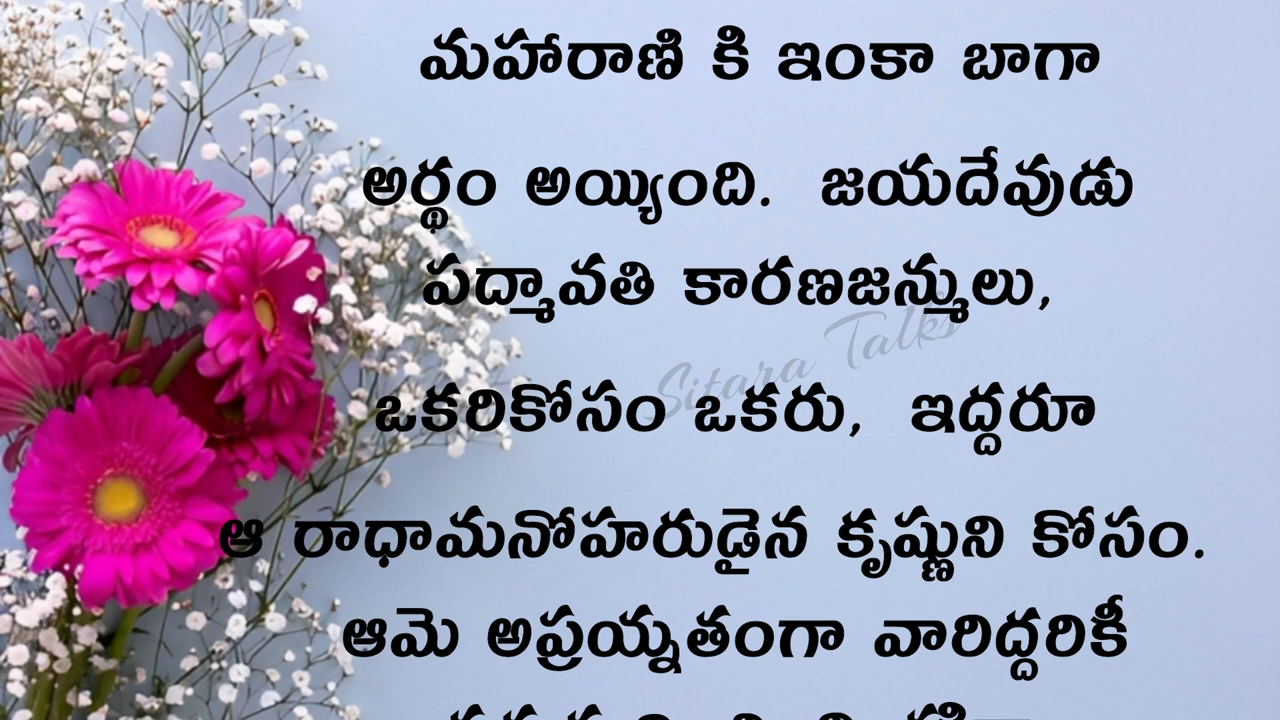 మహారాణి కి ఇంకా బాగా
అర్థం అయ్యింది. జయదేవుడు
పద్మావతి కారణజన్ములు,
Sitara Talks
ఒకరికోసం ఒకరు, ఇద్దరూ
ఆ రాధామనోహరుడైన కృష్ణుని కోసం.
ఆమె అప్రయ్నతంగా వారిద్దరికీ